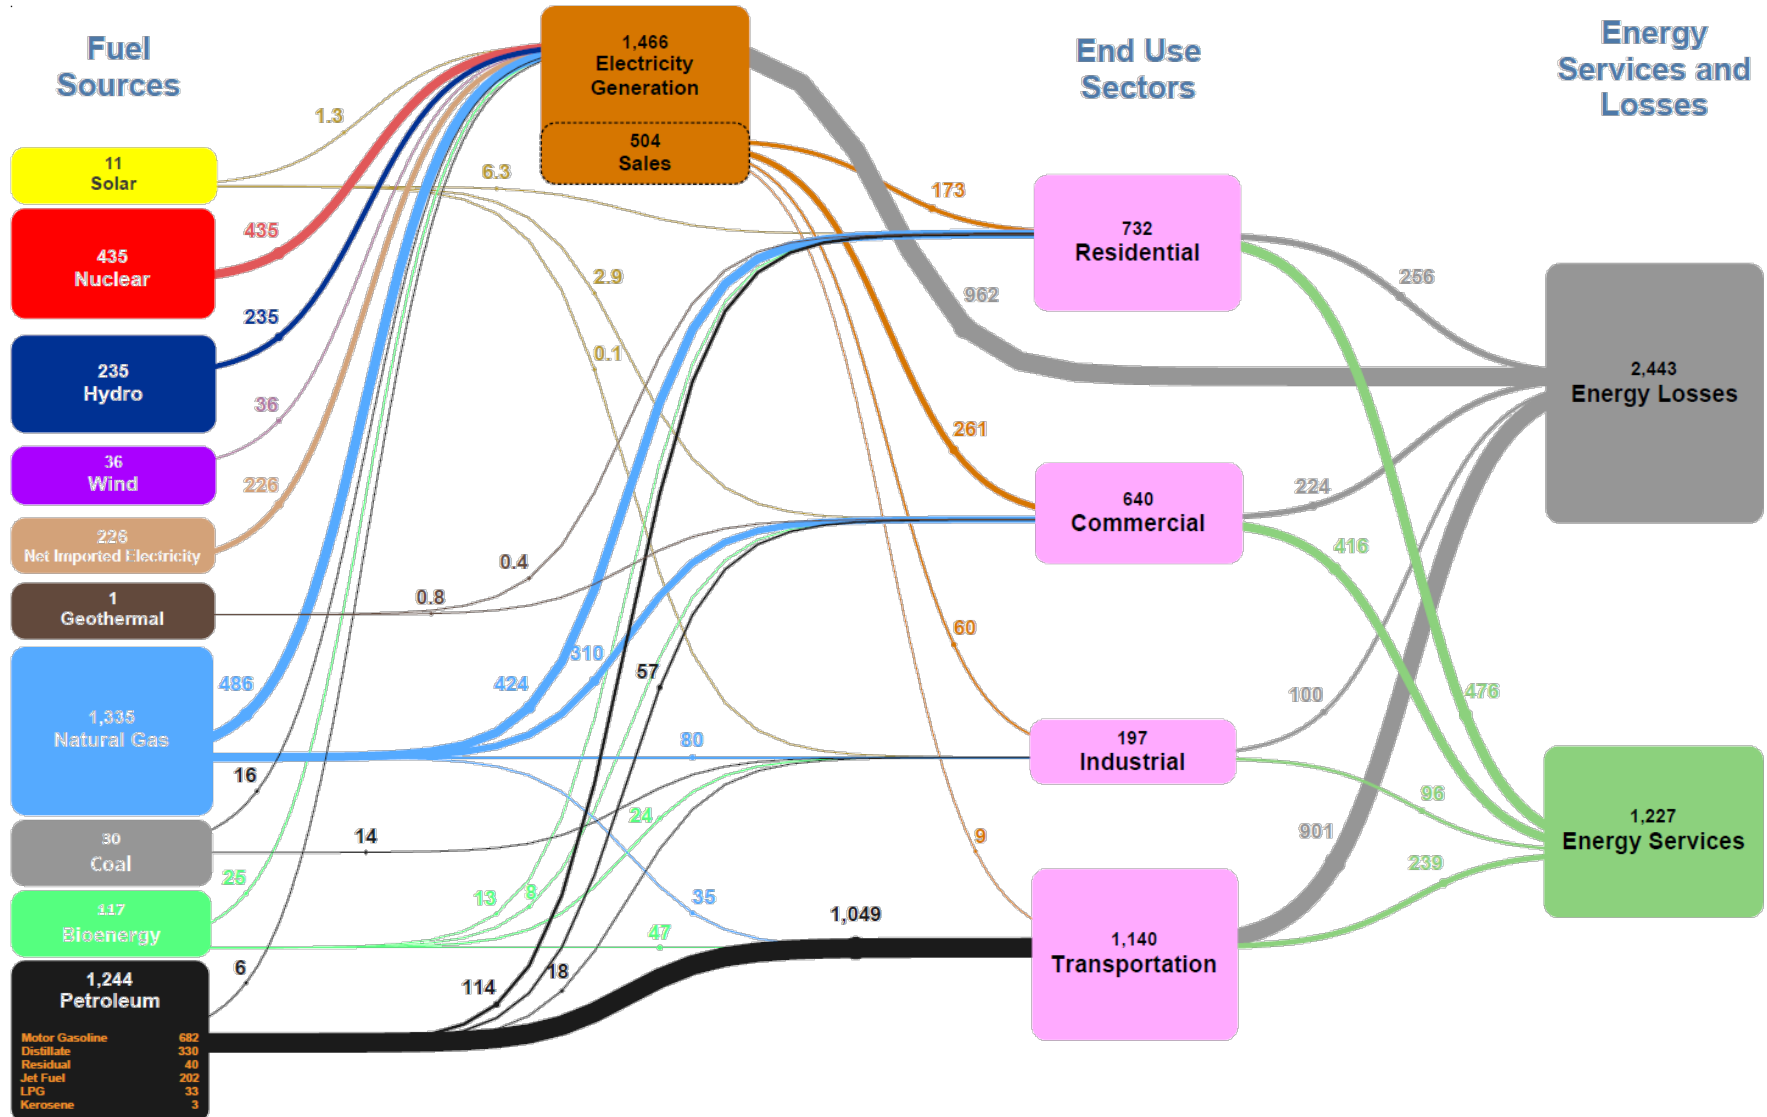 Fuel
Sources
End Use
Sectors
Energy
Services and
Losses
1,466
Electricity
Generation
504
Sales
11
Solar
435
Nuclear
235
Hydro
36
Wind
226
Net Imported Electricity
1
Geothermal
1,335
Natural Gas
30
Coal
117
Bioenergy
1,244
Petroleum
Motor Gasoline 682
Distillate 330
Residual 40
Jet Fuel 202
LPG 33
Kerosene 3
1.3
6.3
435
235
36
226
2.9
0.1
0.4
0.8
486
424
310
57
80
16
14
24
25
13
8
35
47
6
114
18
1,049
173
962
261
60
9
732
Residential
640
Commercial
197
Industrial
1,140
Transportation
256
224
416
100
476
96
901
239
2,443
Energy Losses
1,227
Energy Services